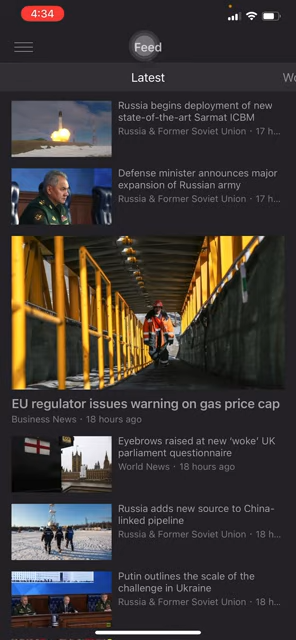 4:34
Feed
Latest
Wo
Russia begins deployment of new
state-of-the-art Sarmat ICBM
Russia & Former Soviet Union · 17 h...
Defense minister announces major
expansion of Russian army
Russia & Former Soviet Union · 17 h...
EU regulator issues warning on gas price cap
Business News · 18 hours ago
Eyebrows raised at new ‘woke’ UK
parliament questionnaire
World News · 18 hours ago
Russia adds new source to China-
linked pipeline
Russia & Former Soviet Union · 18 h...
Putin outlines the scale of the
challenge in Ukraine
Russia & Former Soviet Union · 18 h...